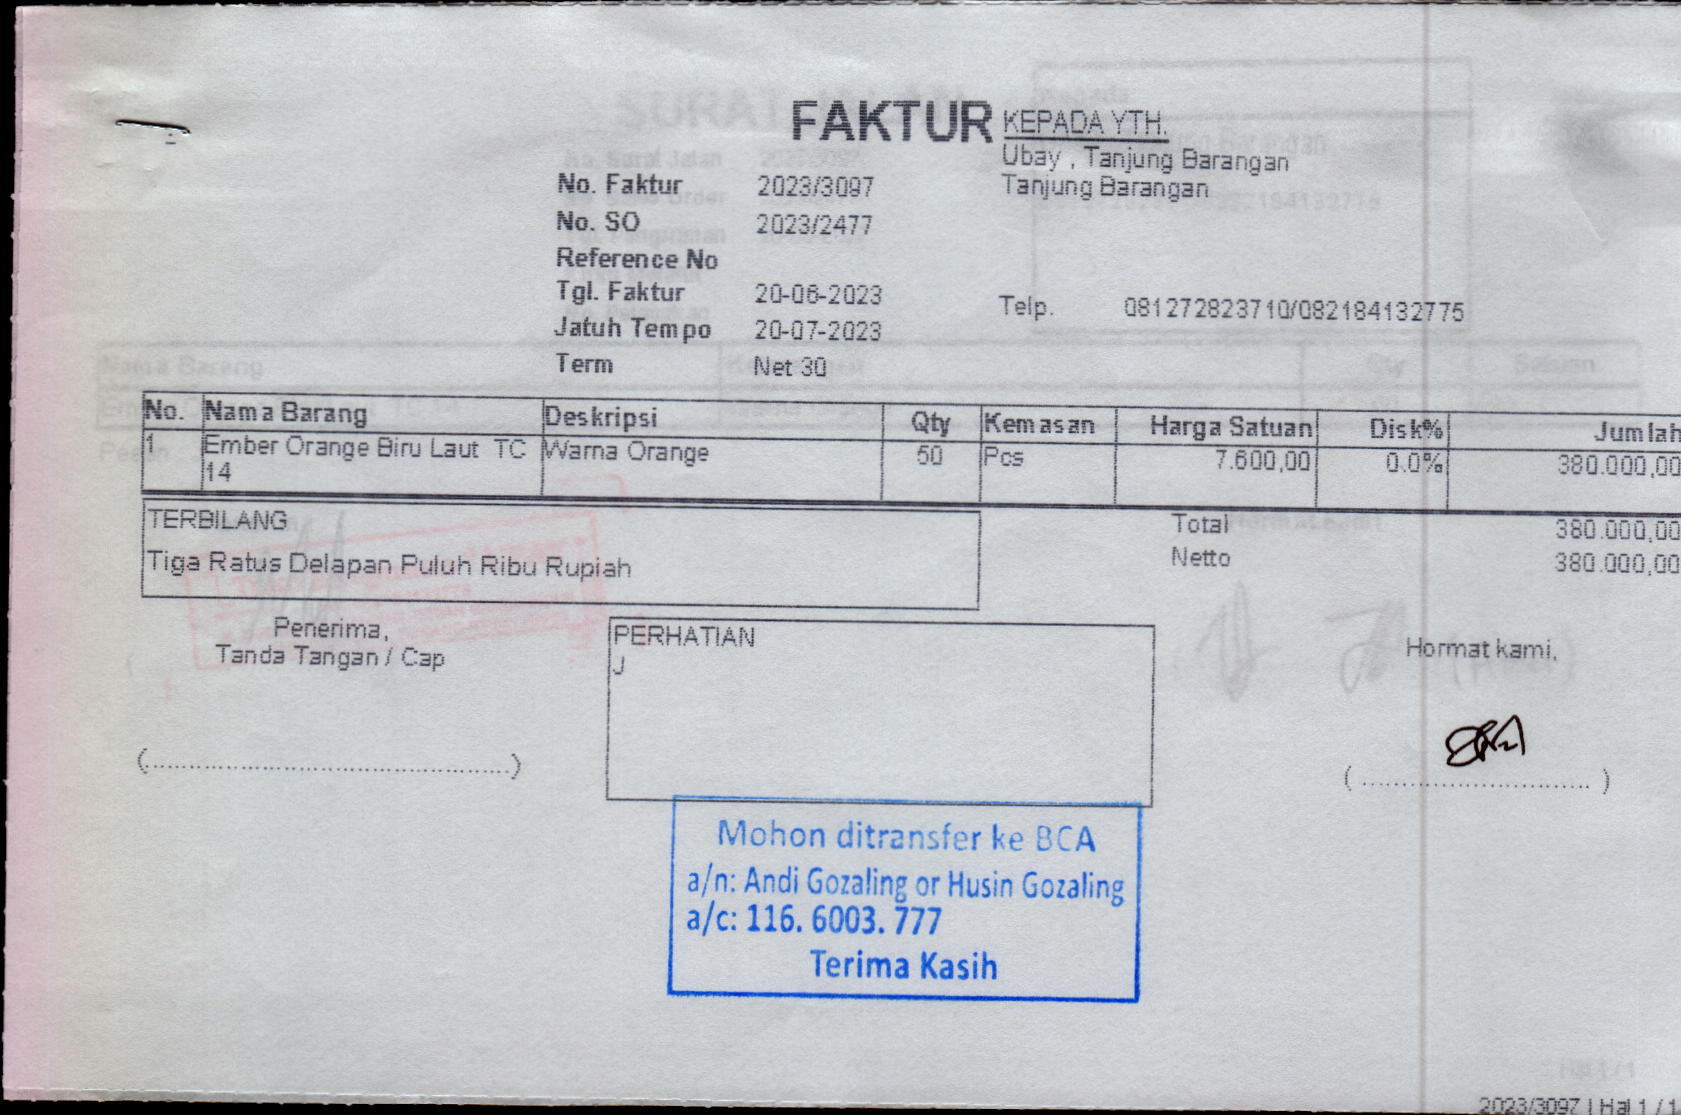 FAKTUR
KEPADA YTH.
Ubay , Tanjung Barangan
Tanjung Barangan
No. Faktur 2023/3097
No. SO 2023/2477
Reference No
Tgl. Faktur 20-06-2023
Telp. 081272823710/082184132775
Jatuh Tempo 20-07-2023
Term Net 30
No. Nama Barang Deskripsi Qty Kemasan Harga Satuan Disk% Jumlah
1 Ember Orange Biru Laut TC Warna Orange 50 Pcs 7.600,00 0.0% 380.000,00
14
TERBILANG
Tiga Ratus Delapan Puluh Ribu Rupiah
Total 380.000,00
Netto 380.000,00
Penerima,
Tanda Tangan / Cap
PERHATIAN
J
Hormat kami,
(..................................................)
( ............................... )
Mohon ditransfer ke BCA
a/n: Andi Gozaling or Husin Gozaling
a/c: 116. 6003. 777
Terima Kasih
2023/3097 | Hal 1 / 1